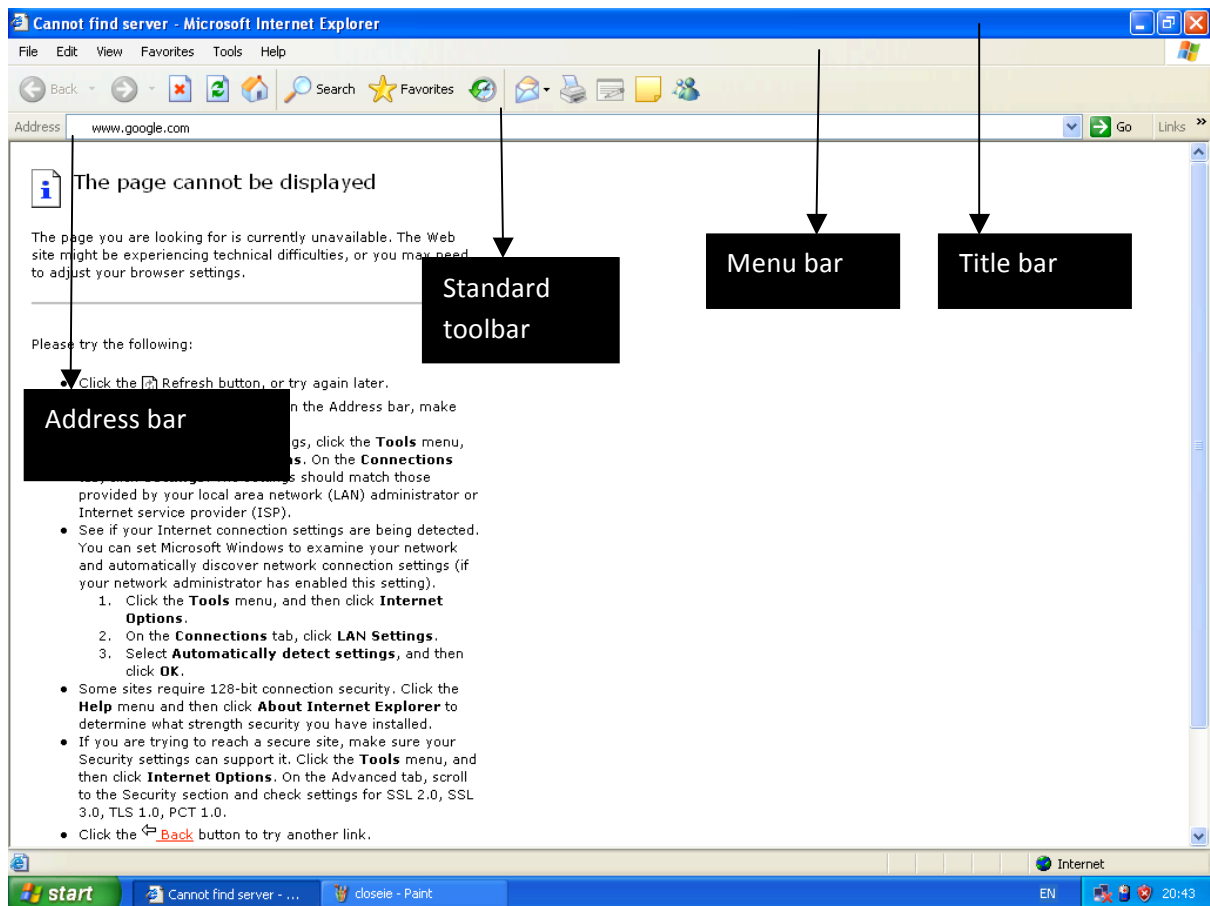 Cannot find server - Microsoft Internet Explorer
File Edit View Favorites Tools Help
Back Search Favorites
Address www.google.com Go Links »
The page cannot be displayed
The page you are looking for is currently unavailable. The Web
site might be experiencing technical difficulties, or you may need
to adjust your browser settings.
Menu bar
Title bar
Standard
toolbar
Please try the following:
Click the Refresh button, or try again later.
Address bar
n the Address bar, make
gs, click the Tools menu,
s. On the Connections
should match those
provided by your local area network (LAN) administrator or
Internet service provider (ISP).
See if your Internet connection settings are being detected.
You can set Microsoft Windows to examine your network
and automatically discover network connection settings (if
your network administrator has enabled this setting).
1. Click the Tools menu, and then click Internet
Options.
2. On the Connections tab, click LAN Settings.
3. Select Automatically detect settings, and then
click OK.
Some sites require 128-bit connection security. Click the
Help menu and then click About Internet Explorer to
determine what strength security you have installed.
If you are trying to reach a secure site, make sure your
Security settings can support it. Click the Tools menu, and
then click Internet Options. On the Advanced tab, scroll
to the Security section and check settings for SSL 2.0, SSL
3.0, TLS 1.0, PCT 1.0.
Click the Back button to try another link.
Internet
start Cannot find server - ... closeie - Paint EN 20:43